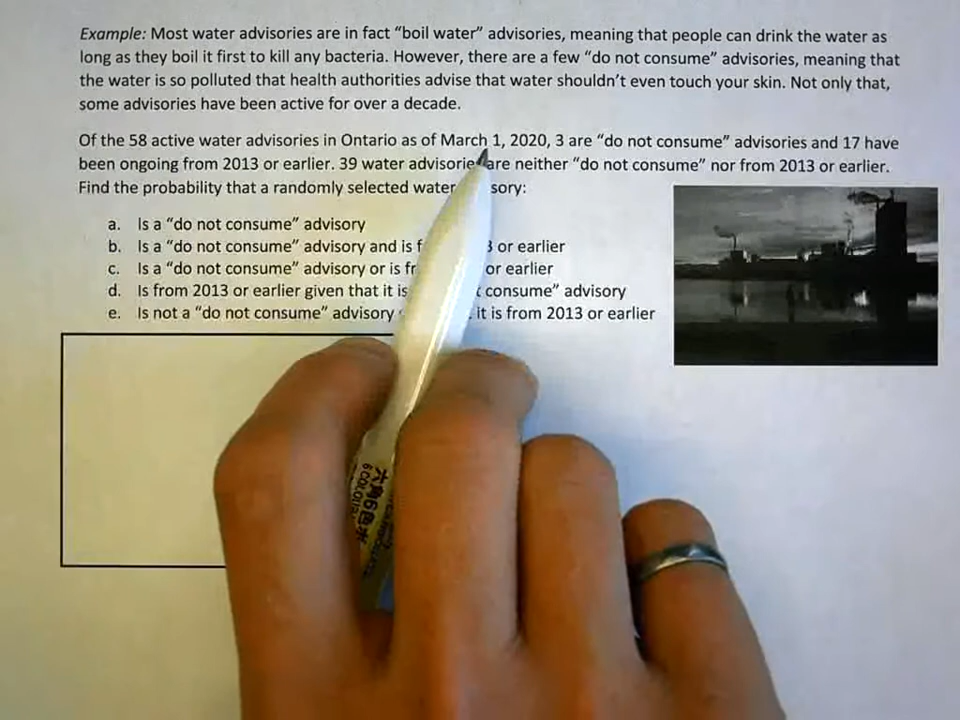 Example: Most water advisories are in fact “boil water” advisories, meaning that people can drink the water as
long as they boil it first to kill any bacteria. However, there are a few “do not consume” advisories, meaning that
the water is so polluted that health authorities advise that water shouldn’t even touch your skin. Not only that,
some advisories have been active for over a decade.
Of the 58 active water advisories in Ontario as of March 1, 2020, 3 are “do not consume” advisories and 17 have
been ongoing from 2013 or earlier. 39 water advisories are neither “do not consume” nor from 2013 or earlier.
Find the probability that a randomly selected water sory:
a. Is a “do not consume” advisory
b. Is a “do not consume” advisory and is f 3 or earlier
c. Is a “do not consume” advisory or is fr or earlier
d. Is from 2013 or earlier given that it is consume” advisory
e. Is not a “do not consume” advisory it is from 2013 or earlier